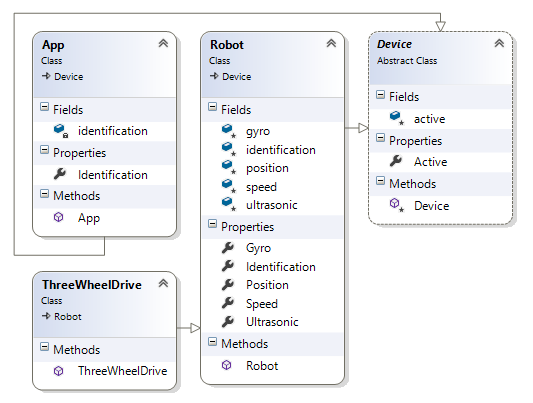 App
Class
Device
Fields
identification
Properties
Identification
Methods
App
Robot
Class
Device
Fields
gyro
identification
position
speed
ultrasonic
Properties
Gyro
Identification
Position
Speed
Ultrasonic
Methods
Robot
Device
Abstract Class
Fields
active
Properties
Active
Methods
Device
ThreeWheelDrive
Class
Robot
Methods
ThreeWheelDrive